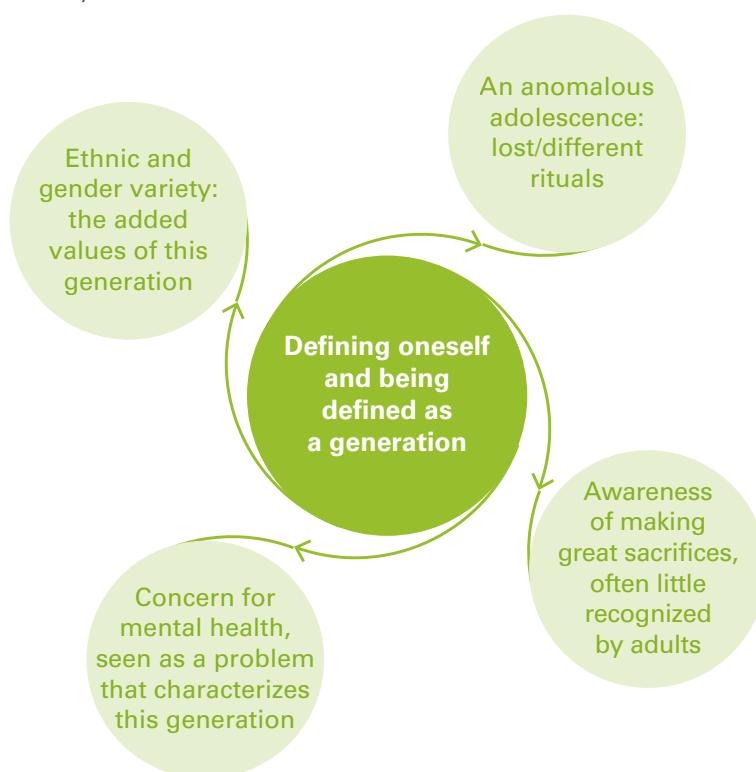 An anomalous
adolescence:
lost/different
rituals
Ethnic and
gender variety:
the added
values of this
generation
Defining oneself
and being
defined as
a generation
Awareness
of making
great sacrifices,
often little
recognized
by adults
Concern for
mental health,
seen as a problem
that characterizes
this generation